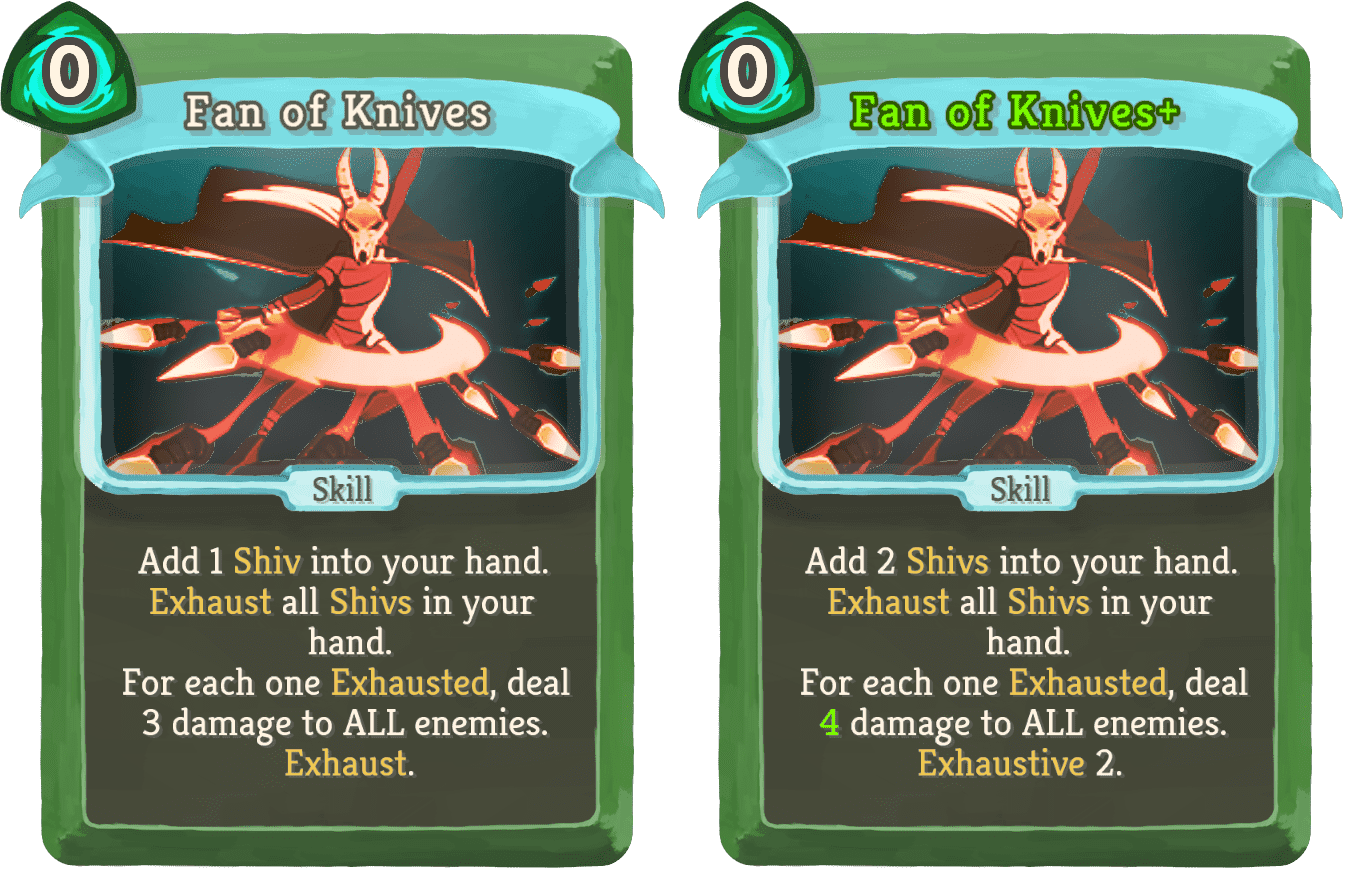 0
Fan of Knives
Skill
Add 1 Shiv into your hand.
Exhaust all Shivs in your
hand.
For each one Exhausted, deal
3 damage to ALL enemies.
Exhaust.
0
Fan of Knives+
Skill
Add 2 Shivs into your hand.
Exhaust all Shivs in your
hand.
For each one Exhausted, deal
4 damage to ALL enemies.
Exhaustive 2.